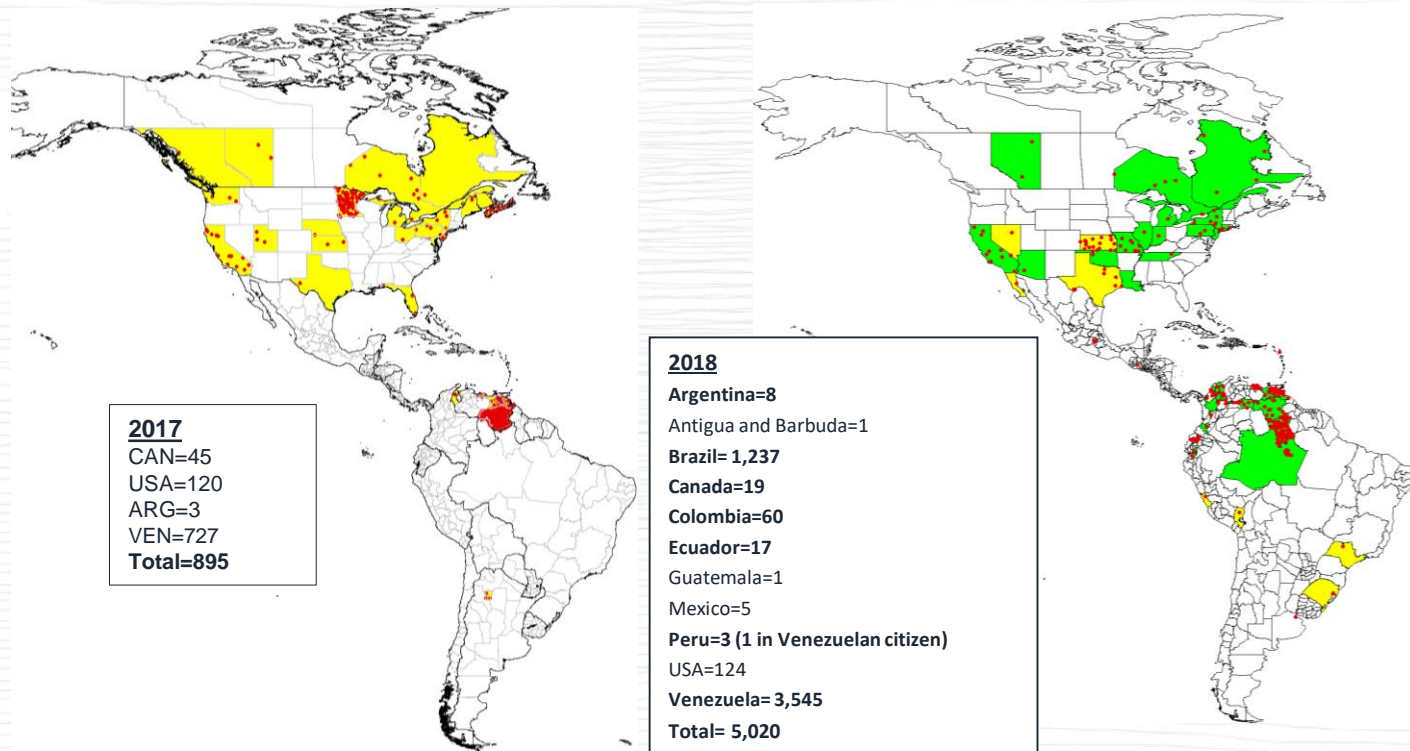 2017
CAN=45
USA=120
ARG=3
VEN=727
Total=895
2018
Argentina=8
Antigua and Barbuda=1
Brazil= 1,237
Canada=19
Colombia=60
Ecuador=17
Guatemala=1
Mexico=5
Peru=3 (1 in Venezuelan citizen)
USA=124
Venezuela= 3,545
Total= 5,020